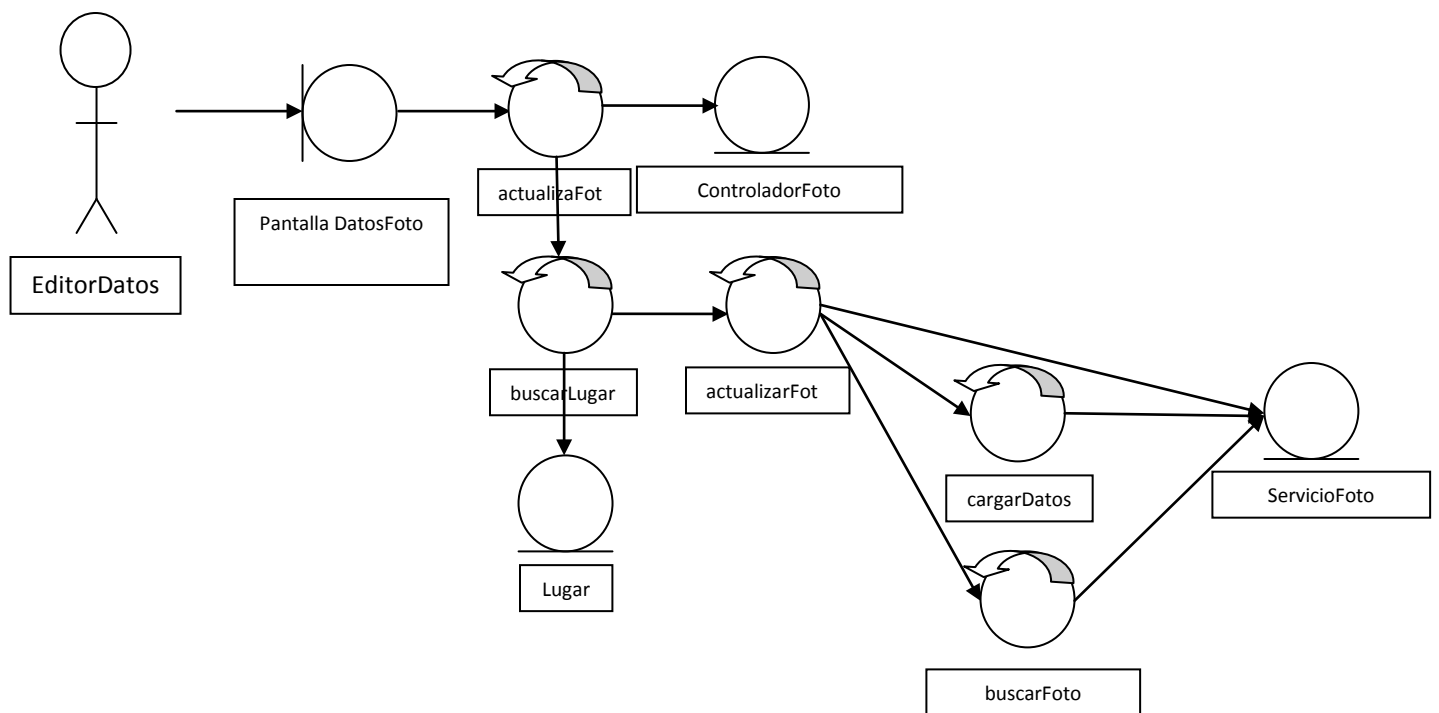 actualizaFot
ControladorFoto
Pantalla DatosFoto
EditorDatos
buscarLugar
actualizarFot
cargarDatos
ServicioFoto
Lugar
buscarFoto